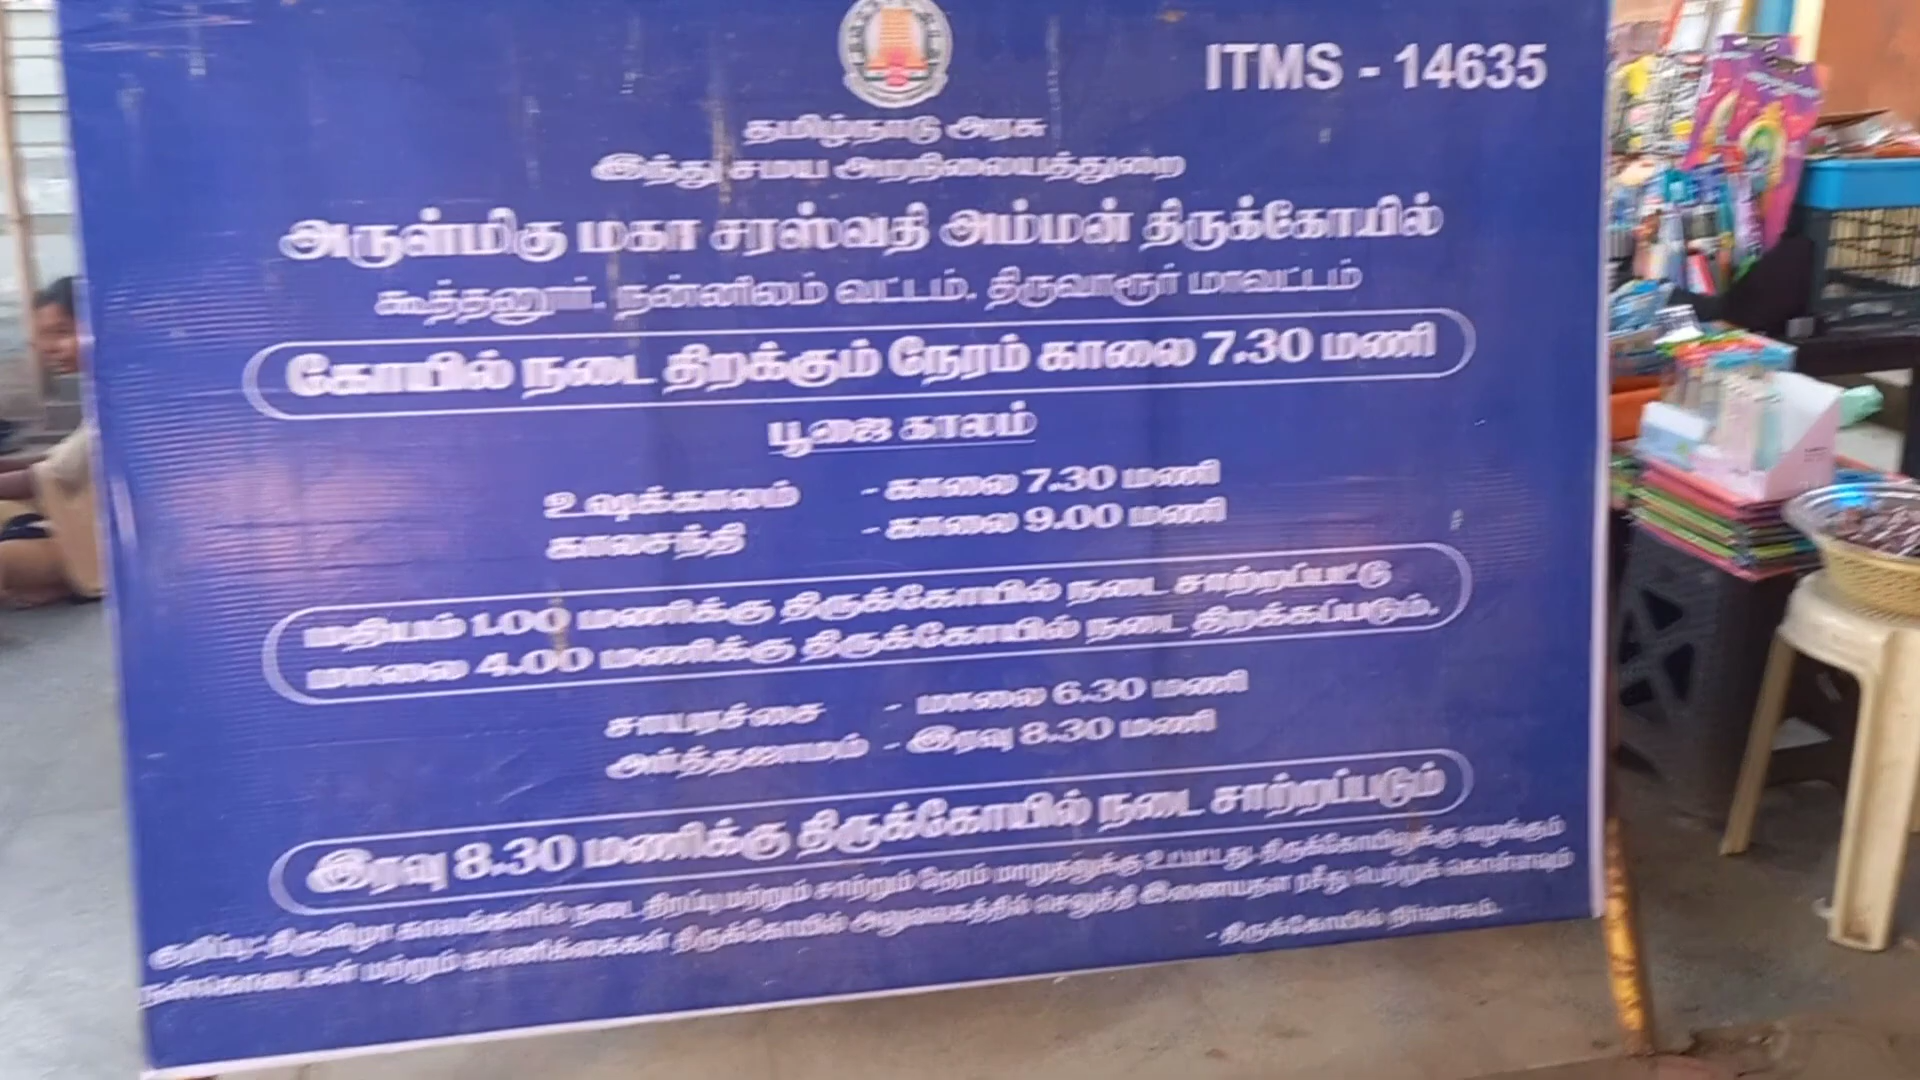 ITMS - 14635
தமிழ்நாடு அரசு
இந்து சமய அறநிலையத்துறை
அருள்மிகு மகா சரஸ்வதி அம்மன் திருக்கோயில்
கூத்தனூர், நன்னிலம் வட்டம், திருவாரூர் மாவட்டம்
கோயில் நடை திறக்கும் நேரம் காலை 7.30 மணி
பூஜை காலம்
உஷக்காலம் - காலை 7.30 மணி
காலசந்தி - காலை 9.00 மணி
மதியம் 1.00 மணிக்கு திருக்கோயில் நடை சாற்றப்பட்டு
மாலை 4.00 மணிக்கு திருக்கோயில் நடை திறக்கப்படும்.
சாயரச்சை - மாலை 6.30 மணி
அர்த்தஜாமம் - இரவு 8.30 மணி
இரவு 8.30 மணிக்கு திருக்கோயில் நடை சாற்றப்படும்
குறிப்பு:- திருவிழா காலங்களில் நடை திறப்பு மற்றும் சாற்றும் நேரம் மாறுதலுக்கு உட்பட்டது. திருக்கோயிலுக்கு வழங்கும்
நன்கொடைகள் மற்றும் காணிக்கைகள் திருக்கோயில் அலுவலகத்தில் செலுத்தி இணையதள ரசீது பெற்றுக் கொள்ளவும்
- திருக்கோயில் நிர்வாகம்.